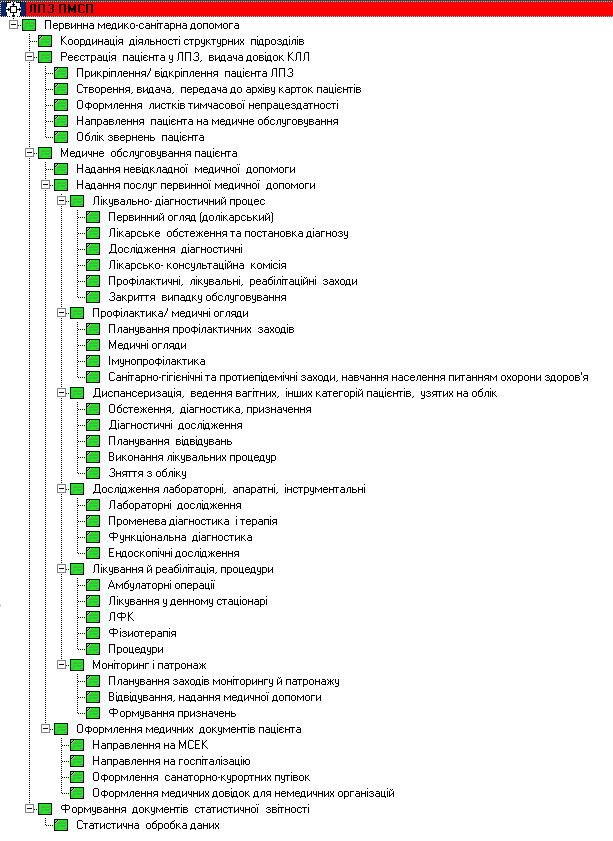 ЛПЗ ПМСП
Первинна медико-санітарна допомога
Координація діяльності структурних підрозділів
Реєстрація пацієнта у ЛПЗ, видача довідок КЛЛ
Прикріплення/ відкріплення пацієнта ЛПЗ
Створення, видача, передача до архіву карток пацієнтів
Оформлення листків тимчасової непрацездатності
Направлення пацієнта на медичне обслуговування
Облік звернень пацієнта
Медичне обслуговування пацієнта
Надання невідкладної медичної допомоги
Надання послуг первинної медичної допомоги
Лікувально- діагностичний процес
Первинний огляд (долікарський)
Лікарське обстеження та постановка діагнозу
Дослідження діагностичні
Лікарсько- консультаційна комісія
Профілактичні, лікувальні, реабілітаційні заходи
Закриття випадку обслуговування
Профілактика/ медичні огляди
Планування профілактичних заходів
Медичні огляди
Імунопрофілактика
Санітарно-гігієнічні та протиепідемічні заходи, навчання населення питанням охорони здоров'я
Диспансеризація, ведення вагітних, інших категорій пацієнтів, узятих на облік
Обстеження, діагностика, призначення
Діагностичні дослідження
Планування відвідувань
Виконання лікувальних процедур
Зняття з обліку
Дослідження лабораторні, апаратні, інструментальні
Лабораторні дослідження
Променева діагностика і терапія
Функціональна діагностика
Ендоскопічні дослідження
Лікування й реабілітація, процедури
Амбулаторні операції
Лікування у денному стаціонарі
ЛФК
Фізиотерапія
Процедури
Моніторинг і патронаж
Планування заходів моніторингу й патронажу
Відвідування, надання медичної допомоги
Формування призначень
Оформлення медичних документів пацієнта
Направлення на МСЕК
Направлення на госпіталізацію
Оформлення санаторно-курортних путівок
Оформлення медичних довідок для немедичних організацій
Формування документів статистичної звітності
Статистична обробка даних